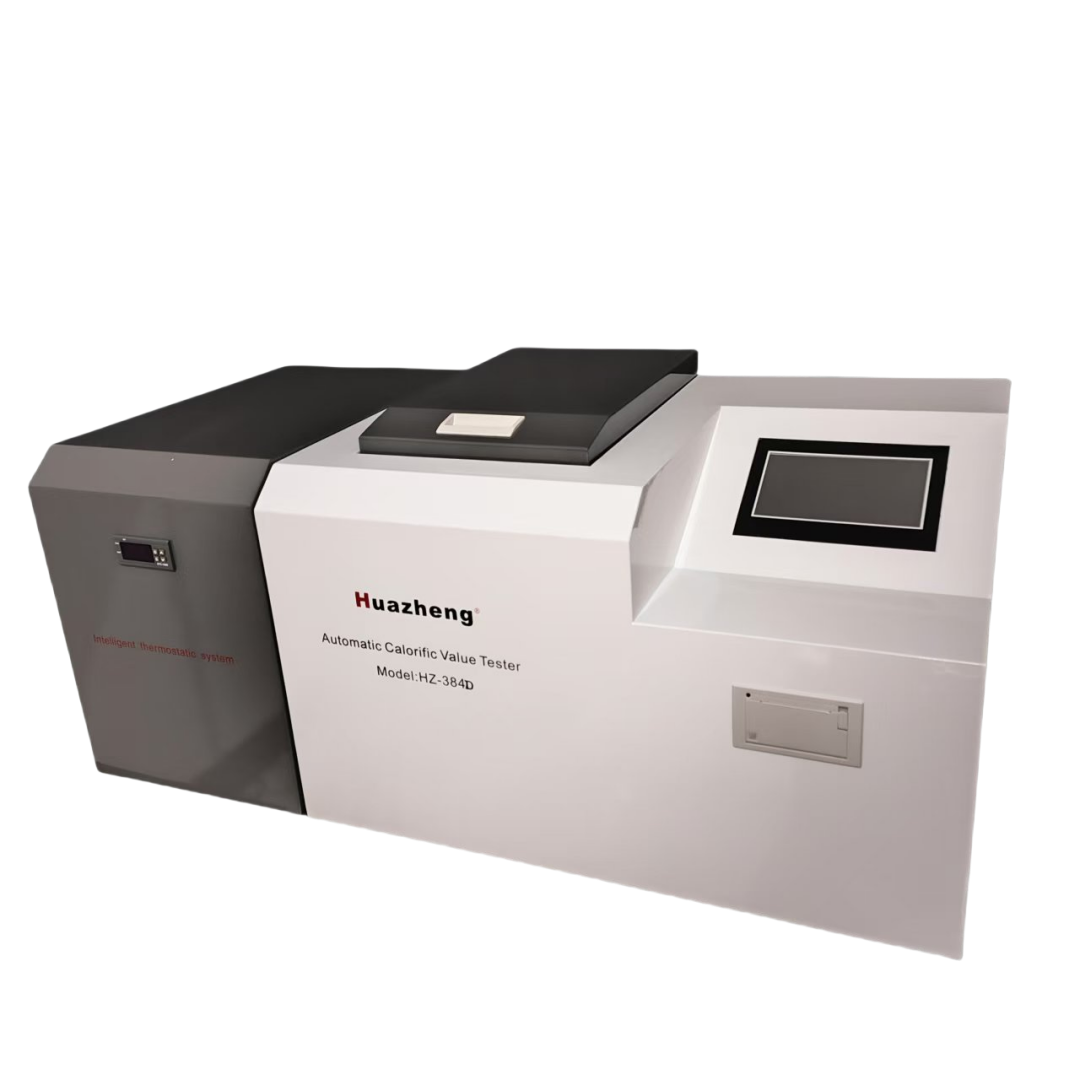 Huazheng®
Automatic Calorific Value Tester
Model:HZ-384D
Intelligent thermostatic system